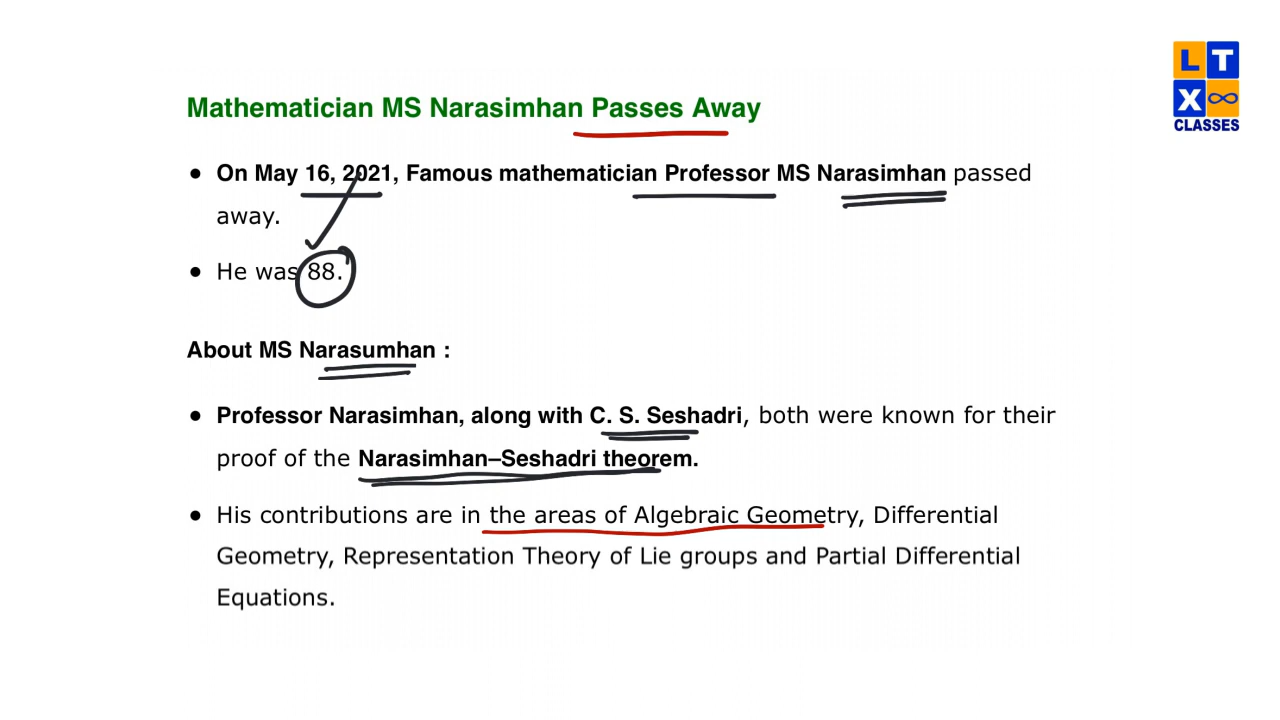 L T
X ∞
CLASSES
Mathematician MS Narasimhan Passes Away
● On May 16, 2021, Famous mathematician Professor MS Narasimhan passed
away.
● He was 88.
About MS Narasumhan :
● Professor Narasimhan, along with C. S. Seshadri, both were known for their
proof of the Narasimhan–Seshadri theorem.
● His contributions are in the areas of Algebraic Geometry, Differential
Geometry, Representation Theory of Lie groups and Partial Differential
Equations.